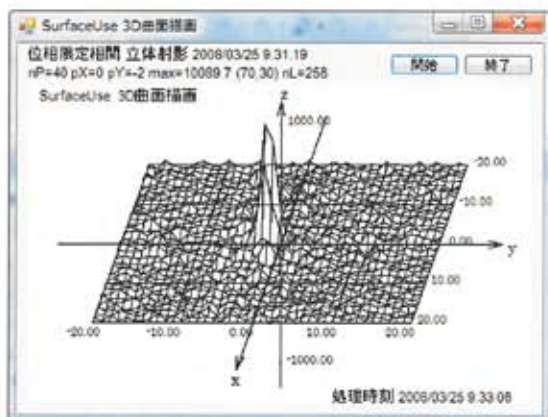 SurfaceUse 3D曲面描画
位相限定相関 立体射影 2008/03/25 9.31.19
nP=40 pX=0 pY=-2 max=10089.7 (70,30) nL=258
開始
終了
SurfaceUse 3D曲面描画
z
1000.00
-20.00
-10.00
0.00
y
10.00
20.00
-20.00
-10.00
0.00
10.00
20.00
-1000.00
x
処理時刻 2008/03/25 9.33.08